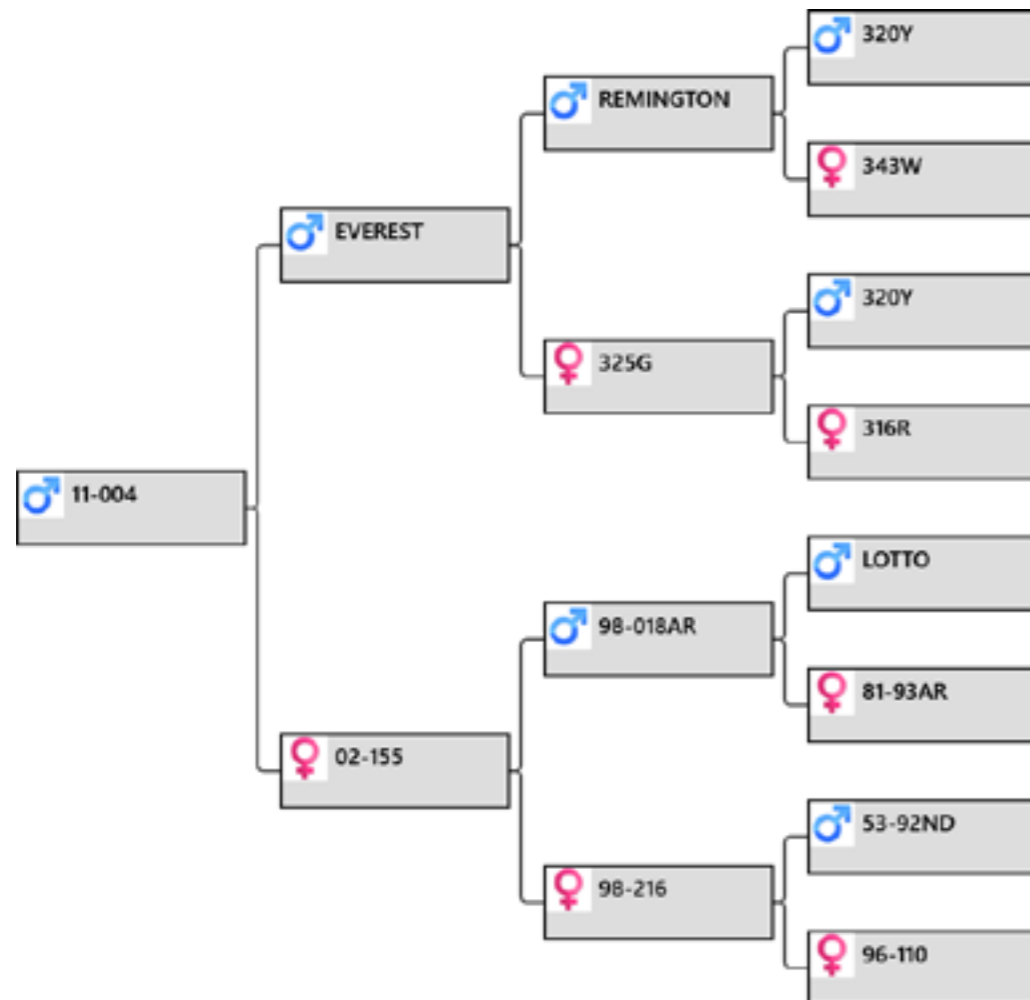 320Y
REMINGTON
343W
EVEREST
320Y
325G
316R
11-004
LOTTO
98-018AR
81-93AR
02-155
53-92ND
98-216
96-110